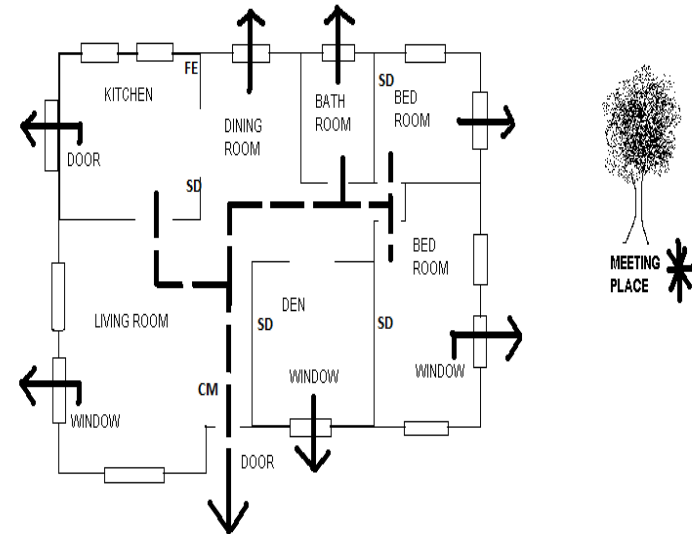 FE
SD
KITCHEN
BATH
ROOM
BED
ROOM
DINING
ROOM
DOOR
SD
BED
ROOM
MEETING
PLACE
DEN
LIVING ROOM
SD
SD
WINDOW
WINDOW
CM
WINDOW
DOOR